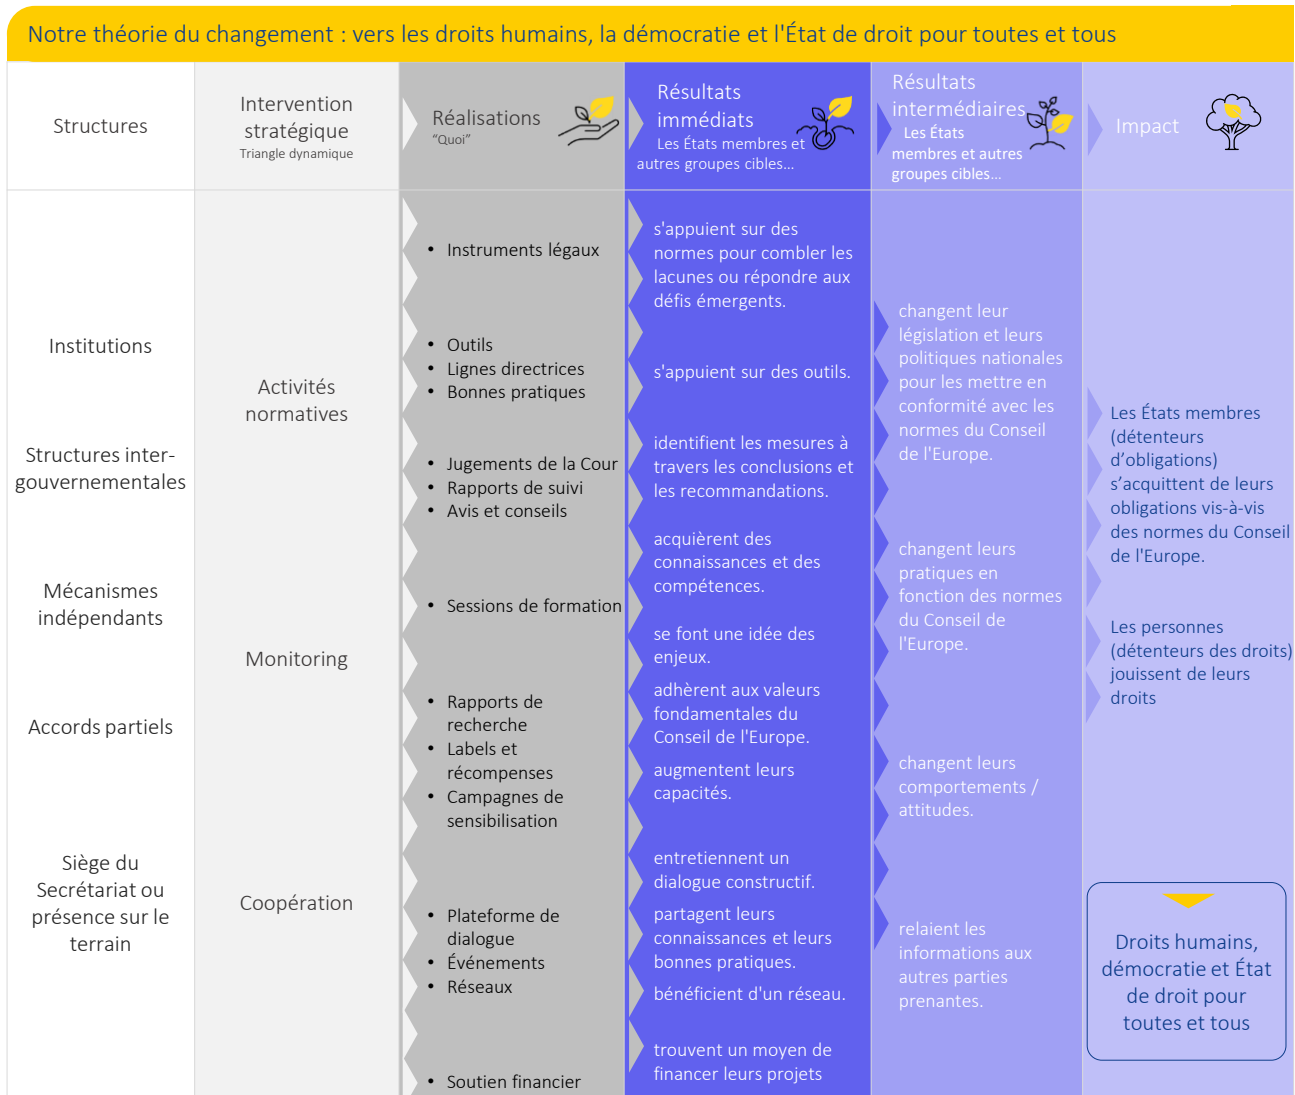 Notre théorie du changement : vers les droits humains, la démocratie et l'État de droit pour toutes et tous
Structures
Intervention
stratégique
Triangle dynamique
Réalisations
“Quoi”
Résultats
immédiats
Les États membres et
autres groupes cibles…
Résultats
intermédiaires
Les États
membres et autres
groupes cibles…
Impact
Institutions
Structures inter-
gouvernementales
Mécanismes
indépendants
Accords partiels
Siège du
Secrétariat ou
présence sur le
terrain
Activités
normatives
Monitoring
Coopération
• Instruments légaux
• Outils
• Lignes directrices
• Bonnes pratiques
• Jugements de la Cour
• Rapports de suivi
• Avis et conseils
• Sessions de formation
• Rapports de
recherche
• Labels et
récompenses
• Campagnes de
sensibilisation
• Plateforme de
dialogue
• Événements
• Réseaux
• Soutien financier
s'appuient sur des
normes pour combler les
lacunes ou répondre aux
défis émergents.
s'appuient sur des outils.
identifient les mesures à
travers les conclusions et
les recommandations.
acquièrent des
connaissances et des
compétences.
se font une idée des
enjeux.
adhèrent aux valeurs
fondamentales du
Conseil de l'Europe.
augmentent leurs
capacités.
entretiennent un
dialogue constructif.
partagent leurs
connaissances et leurs
bonnes pratiques.
bénéficient d'un réseau.
trouvent un moyen de
financer leurs projets
changent leur
législation et leurs
politiques nationales
pour les mettre en
conformité avec les
normes du Conseil
de l'Europe.
changent leurs
pratiques en
fonction des normes
du Conseil de
l'Europe.
changent leurs
comportements /
attitudes.
relaient les
informations aux
autres parties
prenantes.
Les États membres
(détenteurs
d’obligations)
s’acquittent de leurs
obligations vis-à-vis
des normes du Conseil
de l'Europe.
Les personnes
(détenteurs des droits)
jouissent de leurs
droits
Droits humains,
démocratie et État
de droit pour
toutes et tous